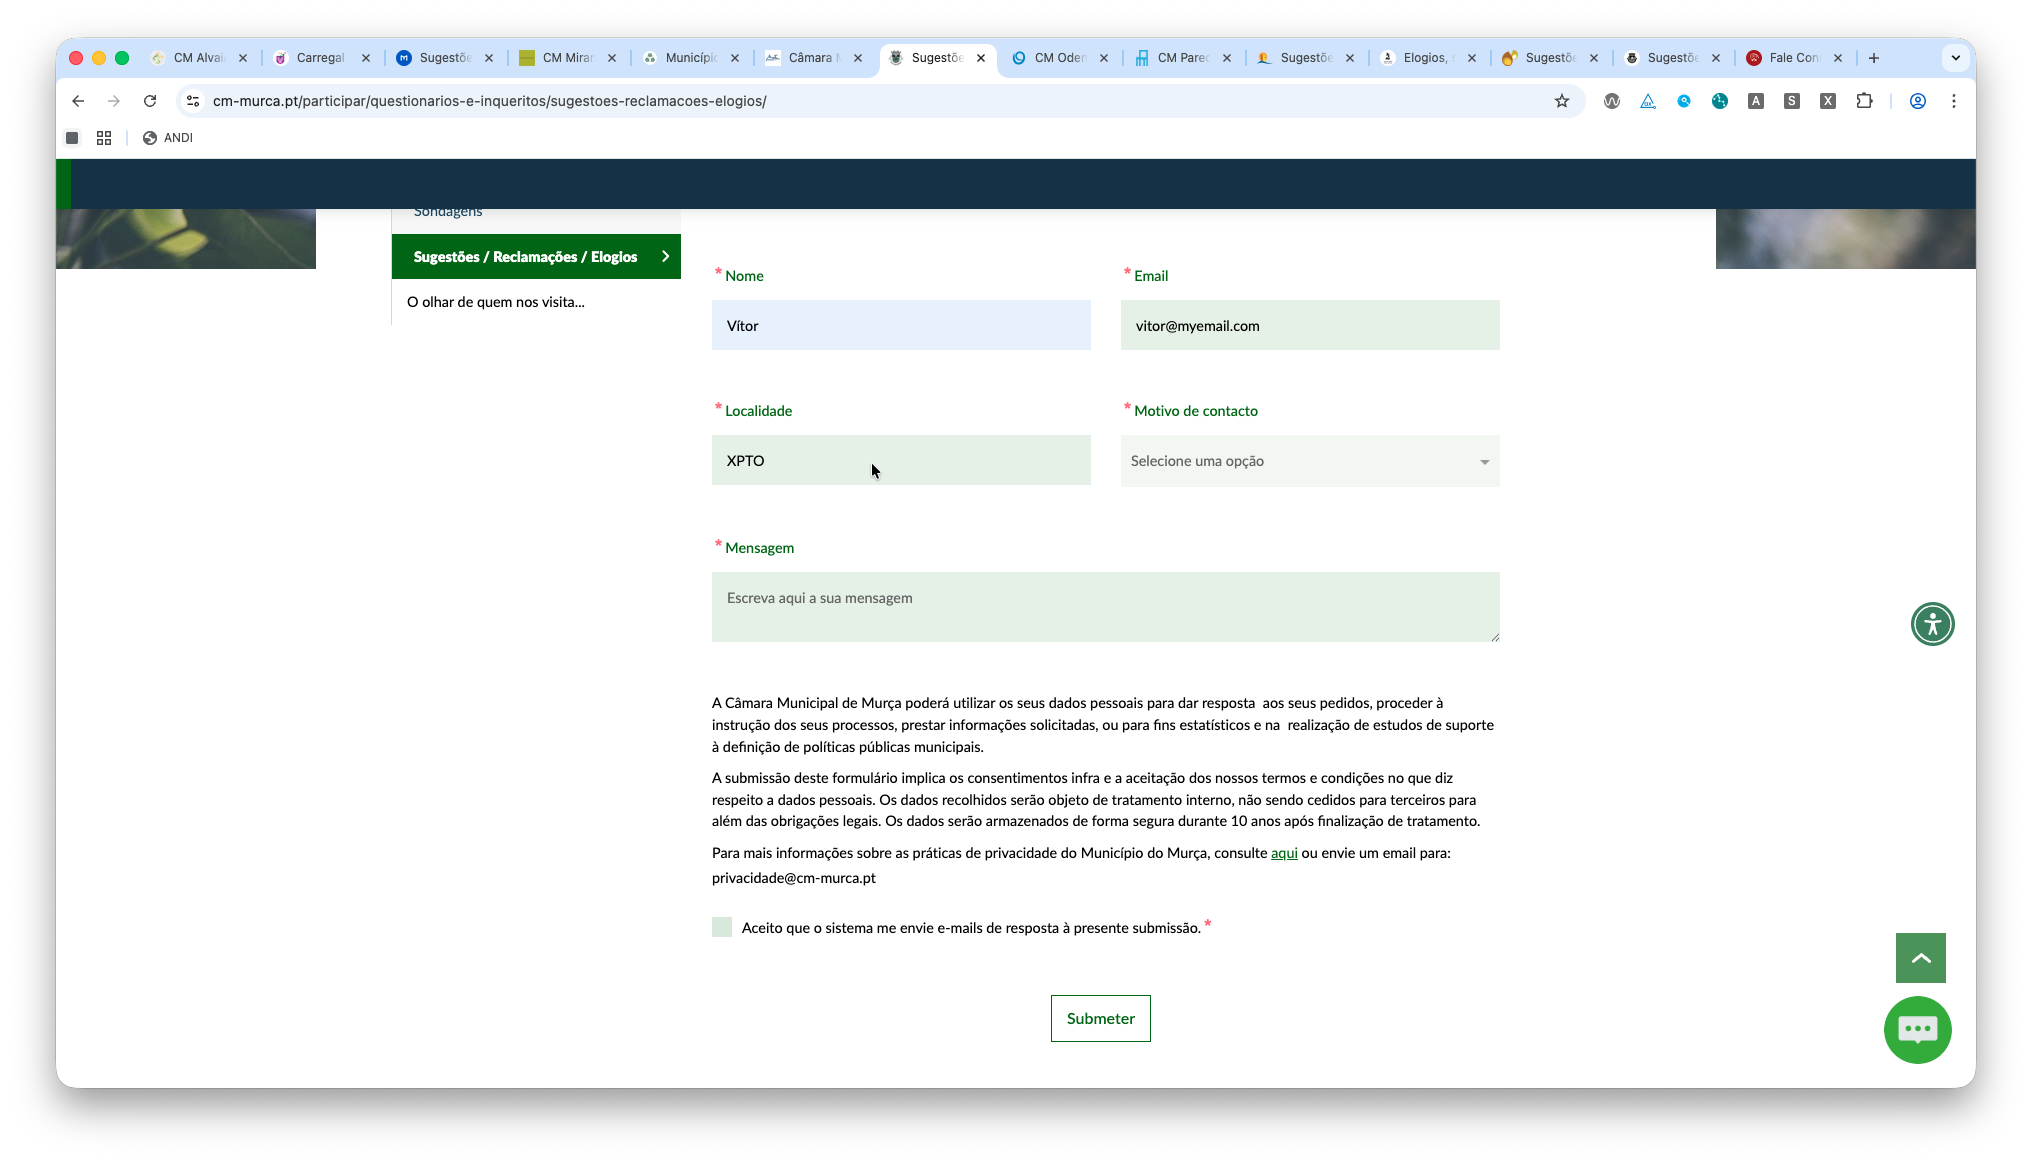 CM Alvai
Carregal
Sugestõe
CM Miran
Município
Câmara M
Sugestõe
CM Odem
CM Pared
Sugestõe
Elogios, s
Sugestõe
Sugestõe
Fale Con
cm-murca.pt/participar/questionarios-e-inqueritos/sugestoes-reclamacoes-elogios/
A
S
X
ANDI
Sondagens
Sugestões / Reclamações / Elogios
O olhar de quem nos visita...
* Nome
* Email
Vítor
vitor@myemail.com
* Localidade
* Motivo de contacto
XPTO
Selecione uma opção
* Mensagem
Escreva aqui a sua mensagem
A Câmara Municipal de Murça poderá utilizar os seus dados pessoais para dar resposta  aos seus pedidos, proceder à
instrução dos seus processos, prestar informações solicitadas, ou para fins estatísticos e na  realização de estudos de suporte
à definição de políticas públicas municipais.
A submissão deste formulário implica os consentimentos infra e a aceitação dos nossos termos e condições no que diz
respeito a dados pessoais. Os dados recolhidos serão objeto de tratamento interno, não sendo cedidos para terceiros para
além das obrigações legais. Os dados serão armazenados de forma segura durante 10 anos após finalização de tratamento.
Para mais informações sobre as práticas de privacidade do Município do Murça, consulte aqui ou envie um email para:
privacidade@cm-murca.pt
Aceito que o sistema me envie e-mails de resposta à presente submissão. *
Submeter